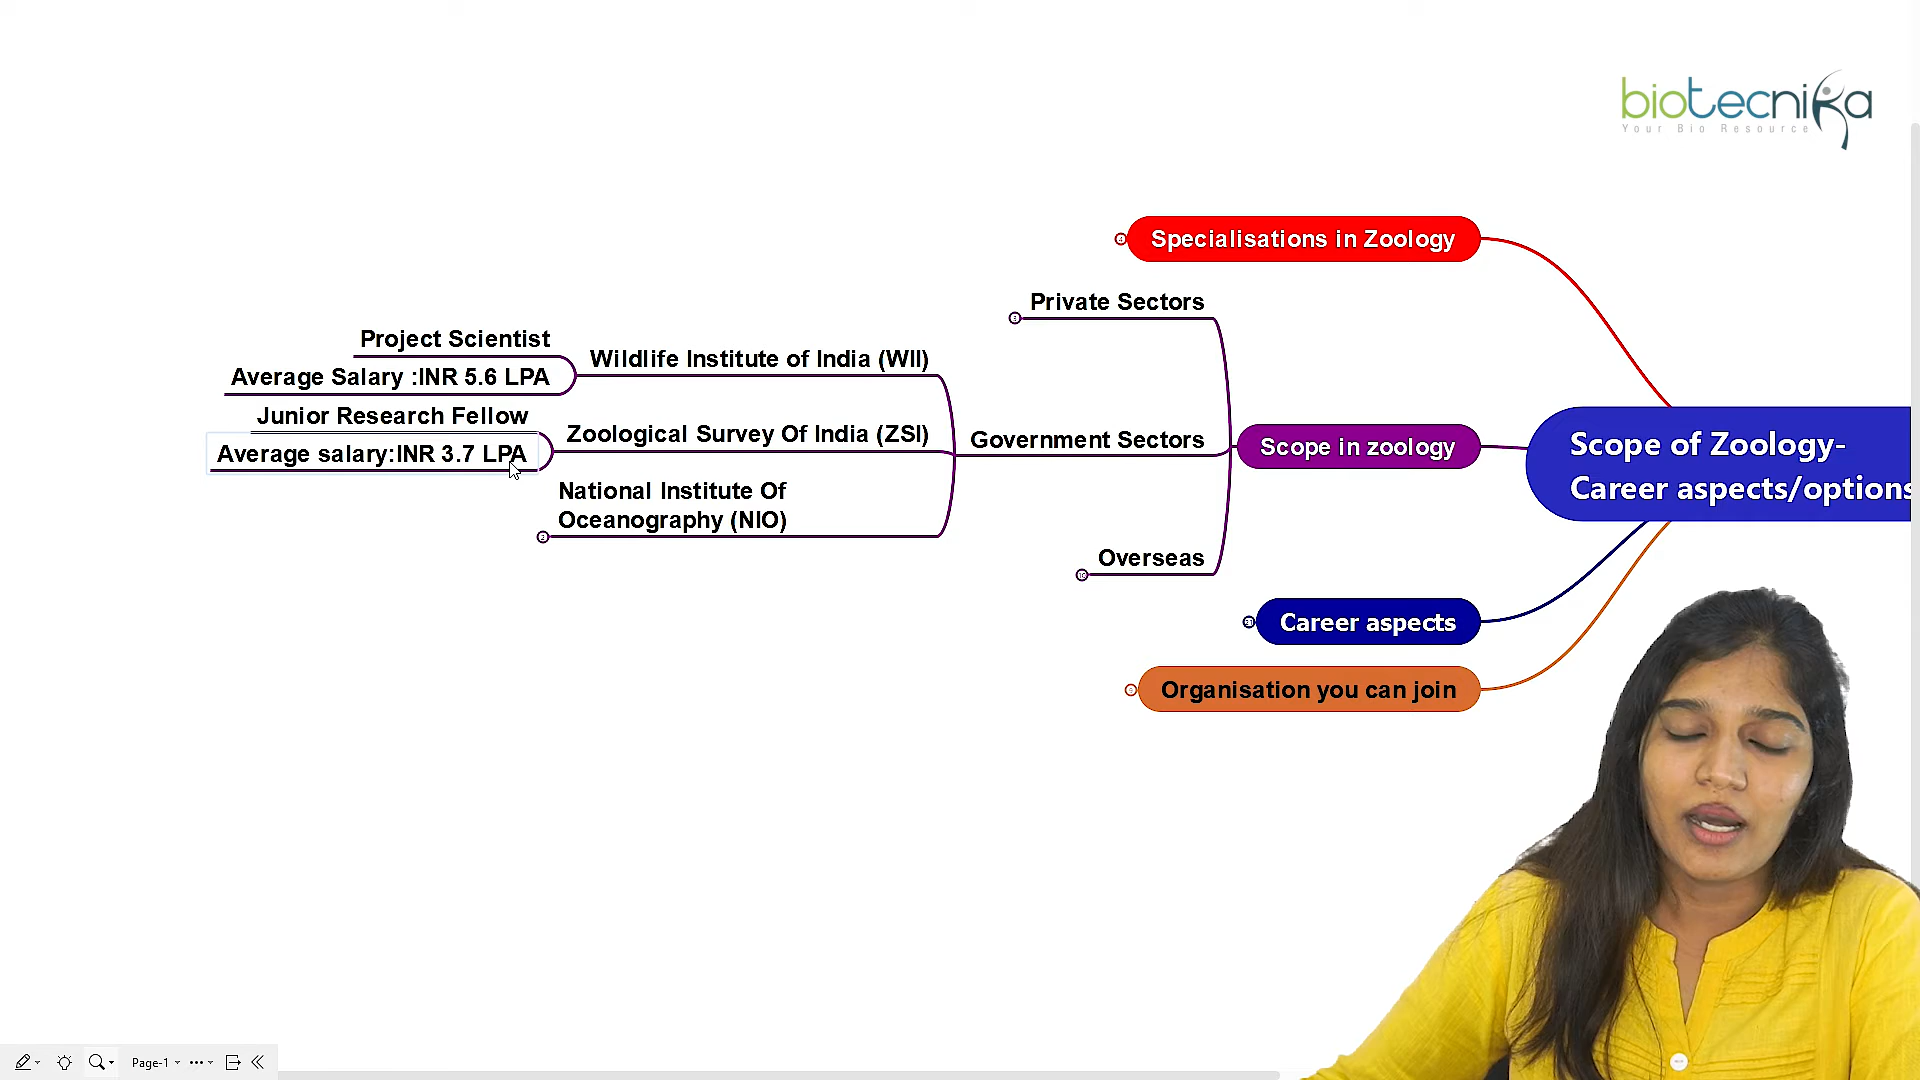 biotecnika
Your Bio Resource
Specialisations in Zoology
Private Sectors
Project Scientist
Wildlife Institute of India (WII)
Average Salary :INR 5.6 LPA
Junior Research Fellow
Zoological Survey Of India (ZSI)
Government Sectors
Scope in zoology
Scope of Zoology-
Career aspects/options
Average salary:INR 3.7 LPA
National Institute Of
Oceanography (NIO)
Overseas
Career aspects
Organisation you can join
Page-1